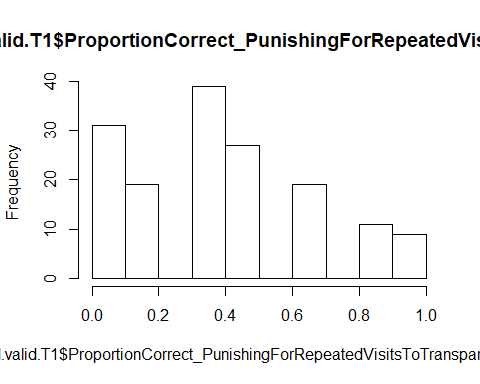 alid.T1$ProportionCorrect_PunishingForRepeatedVis
Frequency
40
30
20
10
0
0.0 0.2 0.4 0.6 0.8 1.0
l.valid.T1$ProportionCorrect_PunishingForRepeatedVisitsToTranspar